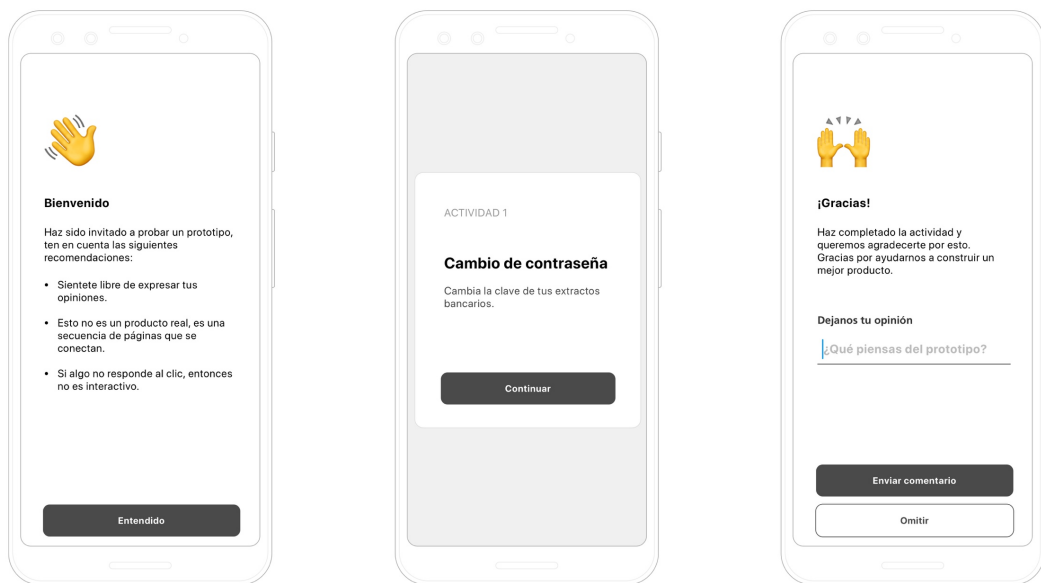 Bienvenido
Haz sido invitado a probar un prototipo,
ten en cuenta las siguientes
recomendaciones:
• Sientete libre de expresar tus
opiniones.
• Esto no es un producto real, es una
secuencia de páginas que se
conectan.
• Si algo no responde al clic, entonces
no es interactivo.
Entendido
ACTIVIDAD 1
Cambio de contraseña
Cambia la clave de tus extractos
bancarios.
Continuar
¡Gracias!
Haz completado la actividad y
queremos agradecerte por esto.
Gracias por ayudarnos a construir un
mejor producto.
Dejanos tu opinión
¿Qué piensas del prototipo?
Enviar comentario
Omitir